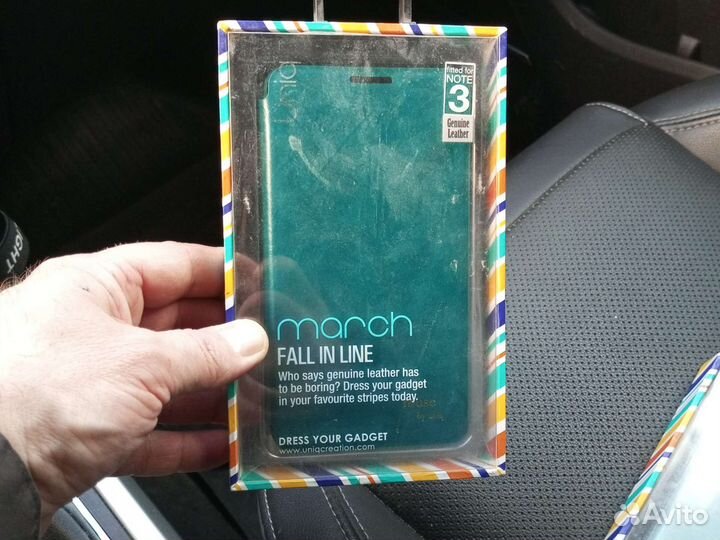 uniq
fitted for
NOTE
3
Genuine
Leather
march
FALL IN LINE
Who says genuine leather has
to be boring? Dress your gadget
in your favourite stripes today.
DRESS YOUR GADGET
www.uniqcreation.com
Avito